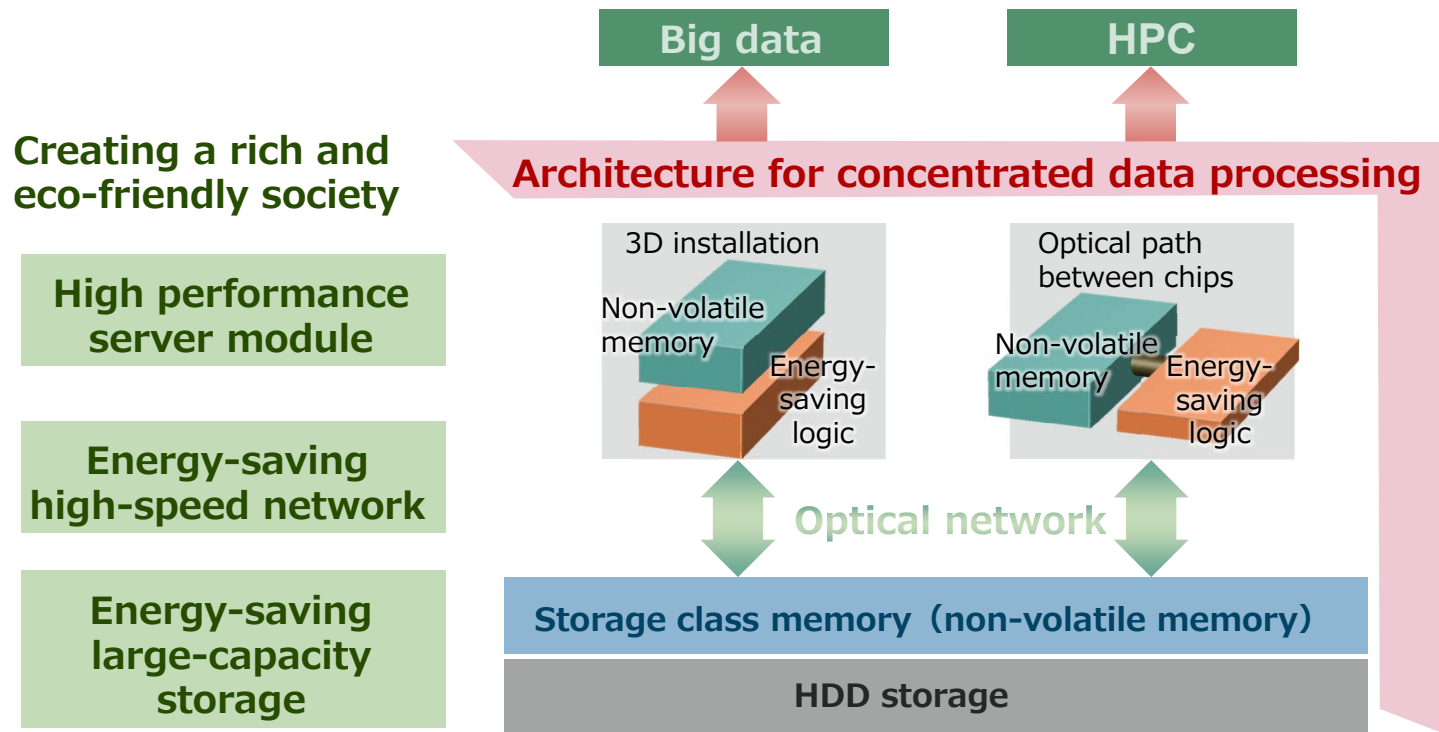 Big data
HPC
Creating a rich and
eco-friendly society
Architecture for concentrated data processing
High performance
server module
3D installation
Non-volatile
memory
Energy-
saving
logic
Optical path
between chips
Non-volatile
memory
Energy-
saving
logic
Energy-saving
high-speed network
Optical network
Energy-saving
large-capacity
storage
Storage class memory（non-volatile memory）
HDD storage